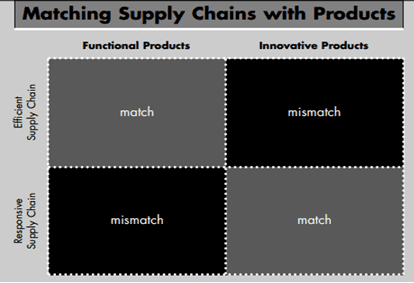 Matching Supply Chains with Products
Functional Products
Innovative Products
Efficient
Supply Chain
match
mismatch
Responsive
Supply Chain
mismatch
match